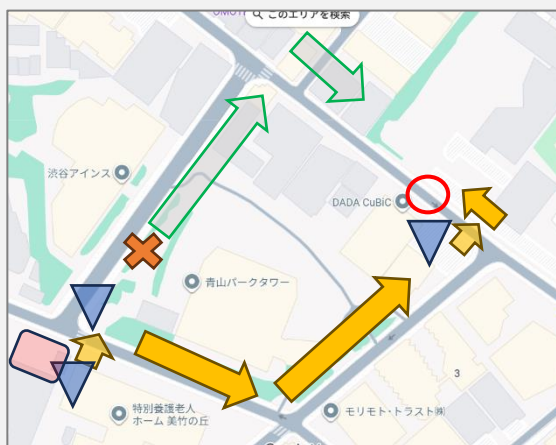 このエリアを検索
渋谷アインス
DADA CuBiC
青山パークタワー
3
特別養護老人
ホーム 美竹の丘
モリモト・トラスト㈱